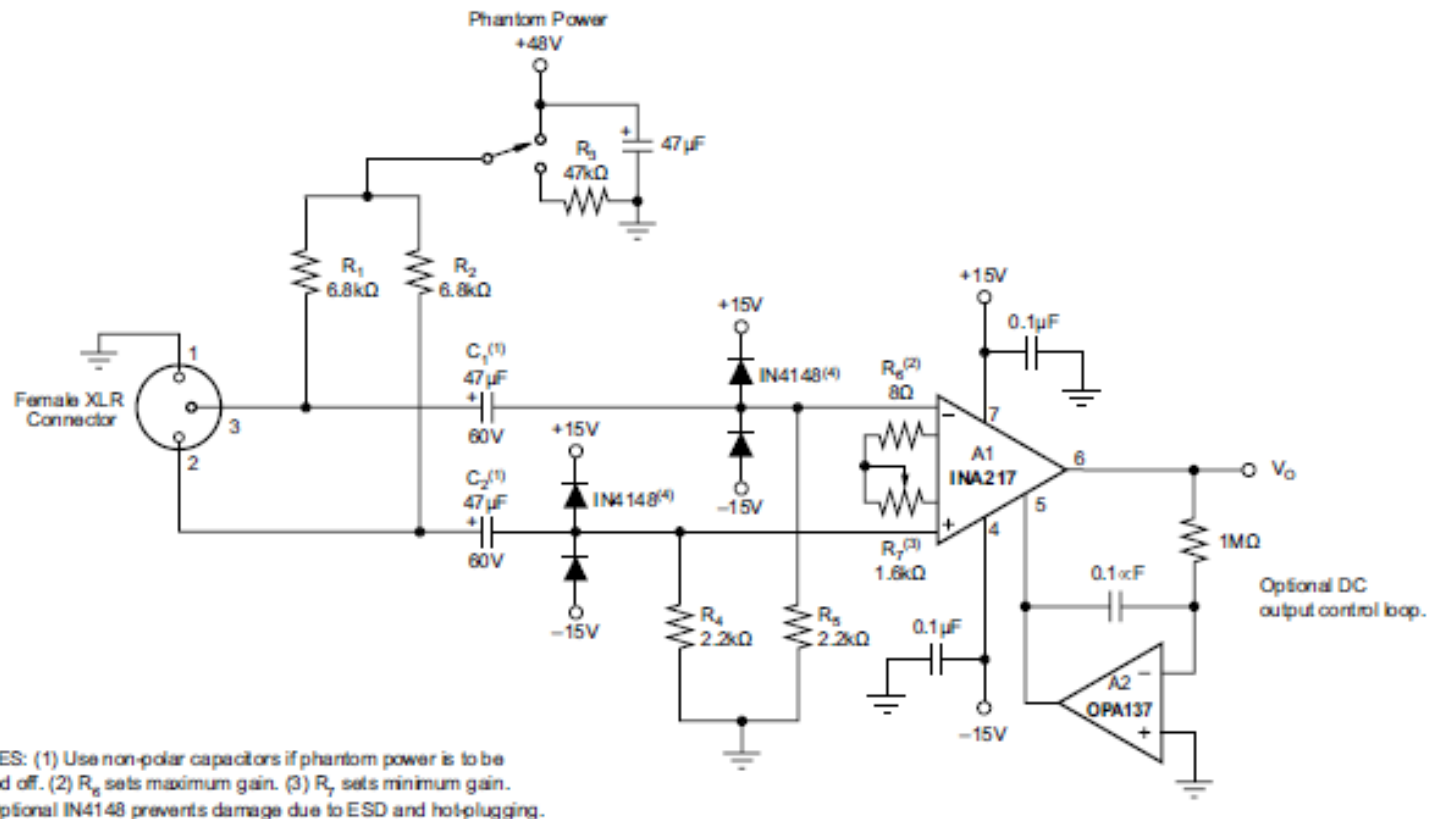 Phantom Power
+48V
+
47µF
R₃
47kΩ
R₁
6.8kΩ
R₂
6.8kΩ
+15V
0.1µF
1
Female XLR
Connector
3
2
C₁⁽¹⁾
47µF
+
60V
+15V
IN4148⁽⁴⁾
–15V
R₆⁽²⁾
8Ω
–
7
A1
INA217
6
V_O
5
+
4
R₇⁽³⁾
1.6kΩ
C₂⁽¹⁾
47µF
+
60V
+15V
IN4148⁽⁴⁾
–15V
R₄
2.2kΩ
R₅
2.2kΩ
0.1µF
–15V
1MΩ
0.1∝F
Optional DC
output control loop.
A2
OPA137
–
+
ES: (1) Use non-polar capacitors if phantom power is to be
d off. (2) R₆ sets maximum gain. (3) R₇ sets minimum gain.
ptional IN4148 prevents damage due to ESD and hot-plugging.